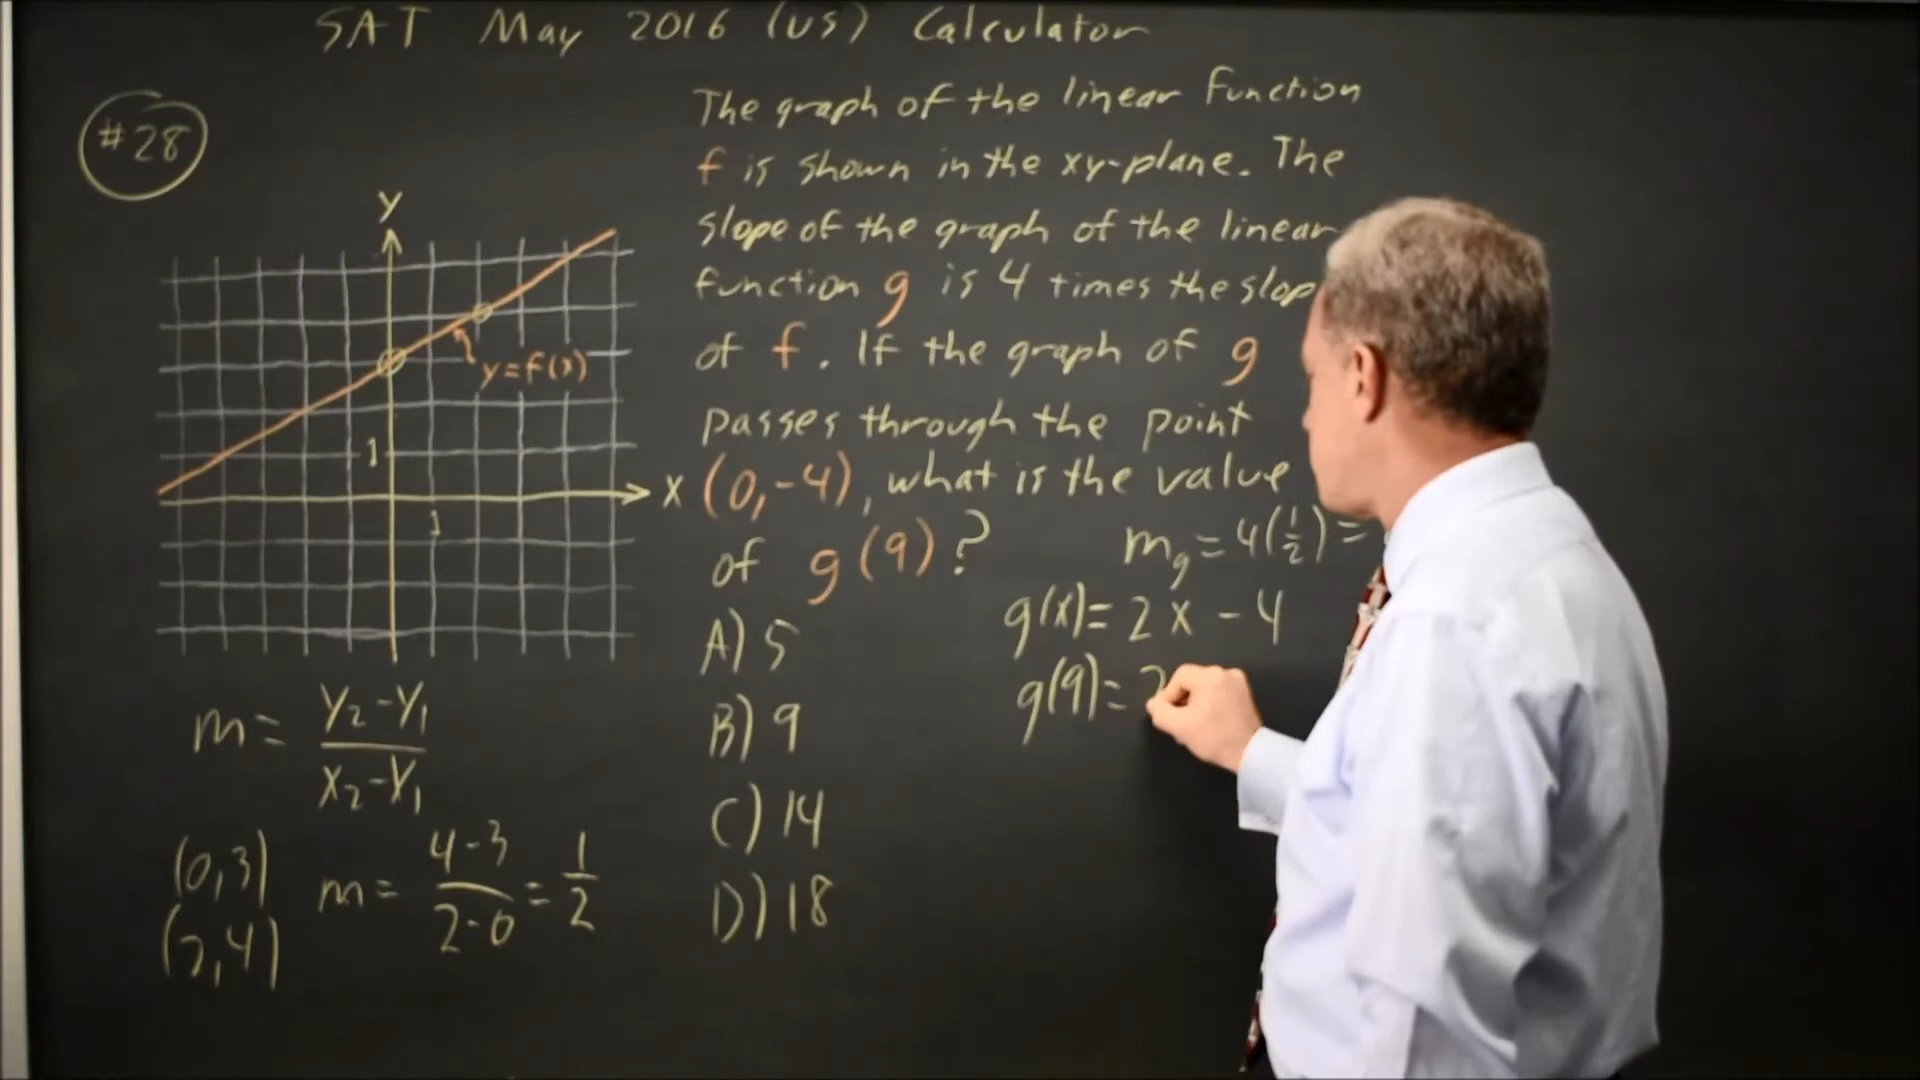 SAT May 2016 (US) Calculator
#28
The graph of the linear function
f is shown in the xy-plane. The
slope of the graph of the linear
function g is 4 times the slop
of f. If the graph of g
passes through the point
(0,-4), what is the value
of g(9)?
A) 5
B) 9
C) 14
D) 18
Y
y=f(x)
1
X
1
m = Y₂-Y₁ / X₂-X₁
(0,3)
(2,4)
m = 4-3 / 2-0 = 1/2
m_g = 4(1/2) =
g(x) = 2x - 4
g(9) = 2